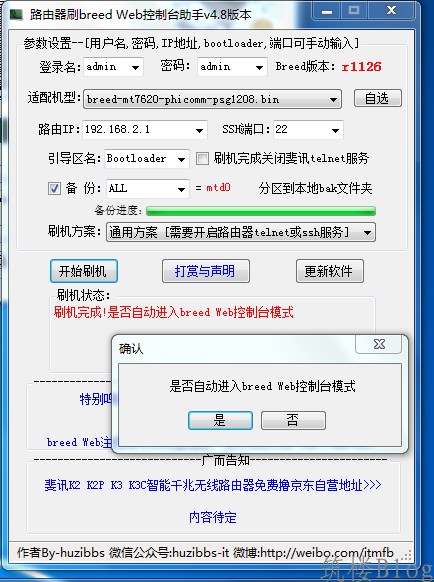 路由器刷breed Web控制台助手v4.8版本
参数设置--[用户名,密码,IP地址,bootloader,端口可手动输入]
登录名: admin 密码: admin Breed版本: r1126
适配机型: breed-mt7620-phicomm-psg1208.bin 自选
路由IP: 192.168.2.1 SSH端口: 22
引导区名: Bootloader 刷机完成关闭斐讯telnet服务
备 份: ALL = mtd0 分区到本地bak文件夹
备份进度:
刷机方案: 通用方案 [需要开启路由器telnet或ssh服务]
开始刷机 打赏与声明 更新软件
刷机状态:
刷机完成!是否自动进入breed Web控制台模式
确认
是否自动进入breed Web控制台模式
是 否
特别
breed Web
广而告知
斐讯K2 K2P K3 K3C智能千兆无线路由器免费撸京东自营地址>>>
内容待定
作者By-huzibbs 微信公众号:huzibbs-it 微博:http://weibo.com/itmfb
筑楼Blog